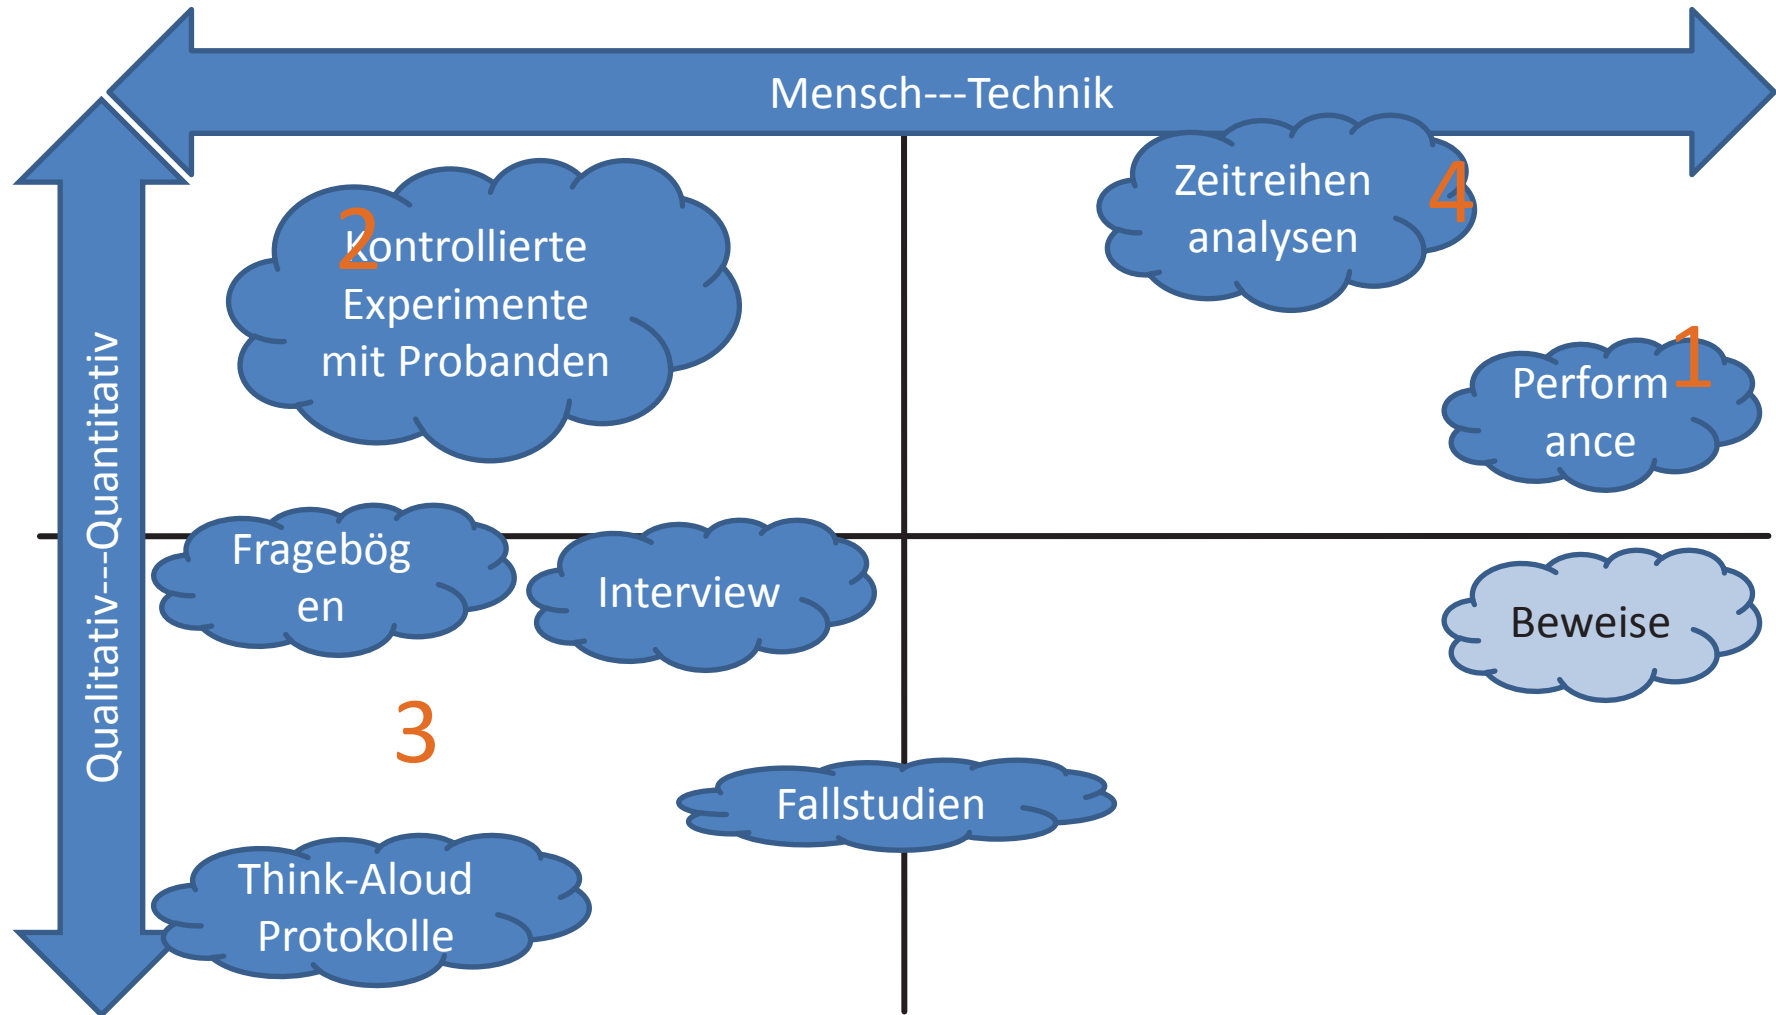 Mensch---Technik
Qualitativ---Quantitativ
2
Kontrollierte
Experimente
mit Probanden
Zeitreihen
analysen
4
1
Perform
ance
Fragebög
en
Interview
Beweise
3
Fallstudien
Think-Aloud
Protokolle